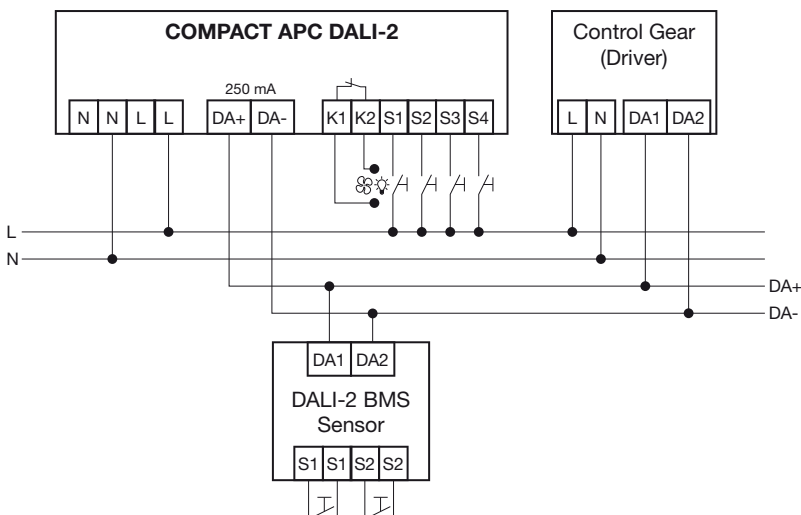 COMPACT APC DALI-2
Control Gear
(Driver)
250 mA
N N L L DA+ DA- K1 K2 S1 S2 S3 S4
L N DA1 DA2
L
N
DA+
DA-
DA1 DA2
DALI-2 BMS
Sensor
S1 S1 S2 S2